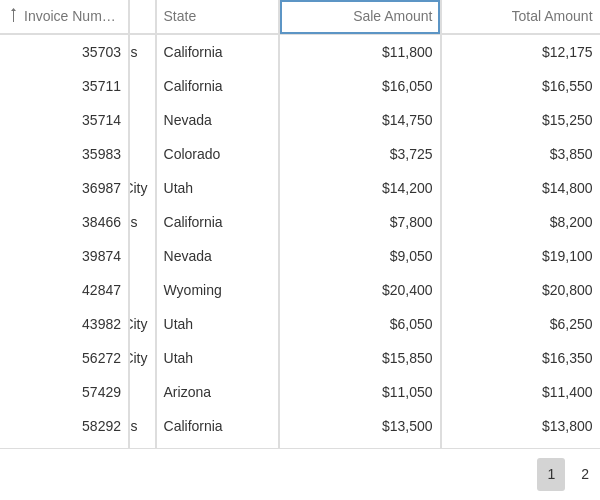 ↑ Invoice Num… State Sale Amount Total Amount
35703 s California $11,800 $12,175
35711 California $16,050 $16,550
35714 Nevada $14,750 $15,250
35983 Colorado $3,725 $3,850
36987 City Utah $14,200 $14,800
38466 s California $7,800 $8,200
39874 Nevada $9,050 $19,100
42847 Wyoming $20,400 $20,800
43982 City Utah $6,050 $6,250
56272 City Utah $15,850 $16,350
57429 Arizona $11,050 $11,400
58292 s California $13,500 $13,800
1 2